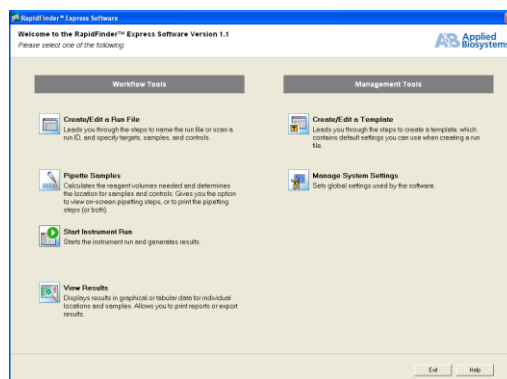 RapidFinder™ Express Software
Welcome to the RapidFinder™ Express Software Version 1.1
Please select one of the following:
AB Applied
Biosystems
Workflow Tools
Create/Edit a Run File
Leads you through the steps to name the run file or scan a
run ID, and specify targets, samples, and controls.
Pipette Samples
Calculates the reagent volumes needed and determines
the location for samples and controls. Gives you the option
to view on-screen pipetting steps, or to print the pipetting
steps (or both).
Start Instrument Run
Starts the instrument run and generates results.
View Results
Displays results in graphical or tabular data for individual
locations and samples. Allows you to print reports or export
results.
Management Tools
Create/Edit a Template
Leads you through the steps to create a template, which
contains default settings you can use when creating a run
file.
Manage System Settings
Sets global settings used by the software.
Exit
Help